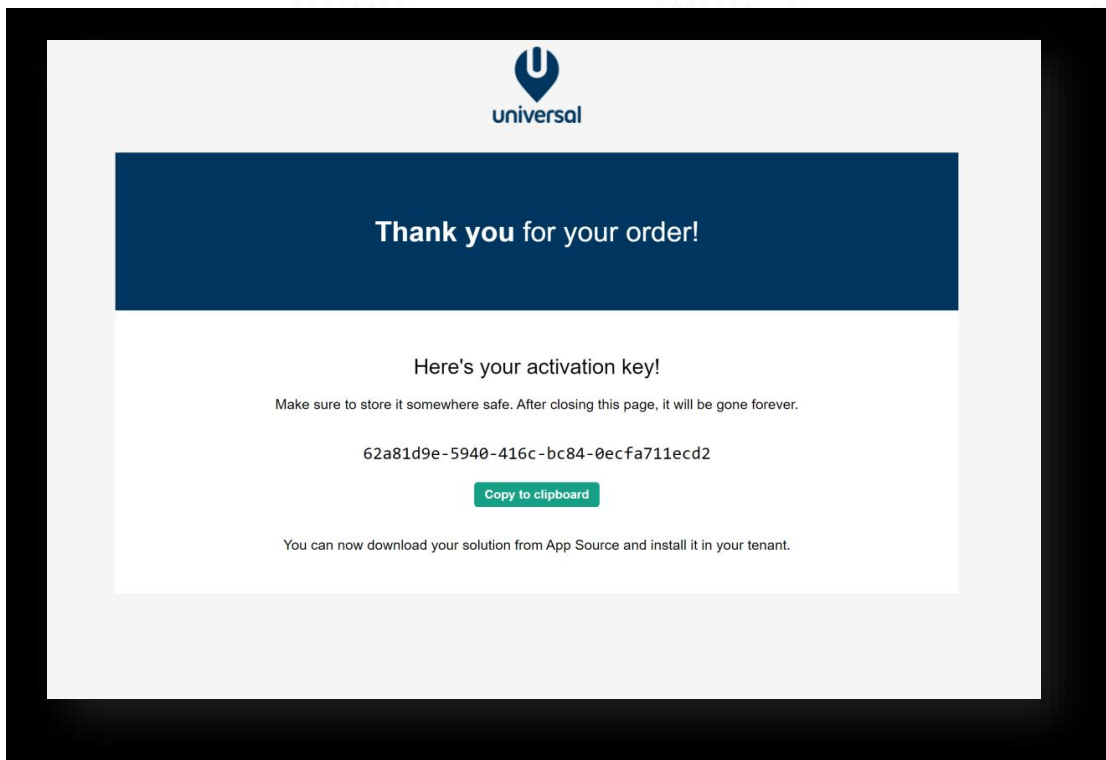 universal
Thank you for your order!
Here's your activation key!
Make sure to store it somewhere safe. After closing this page, it will be gone forever.
62a81d9e-5940-416c-bc84-0ecfa711ecd2
Copy to clipboard
You can now download your solution from App Source and install it in your tenant.